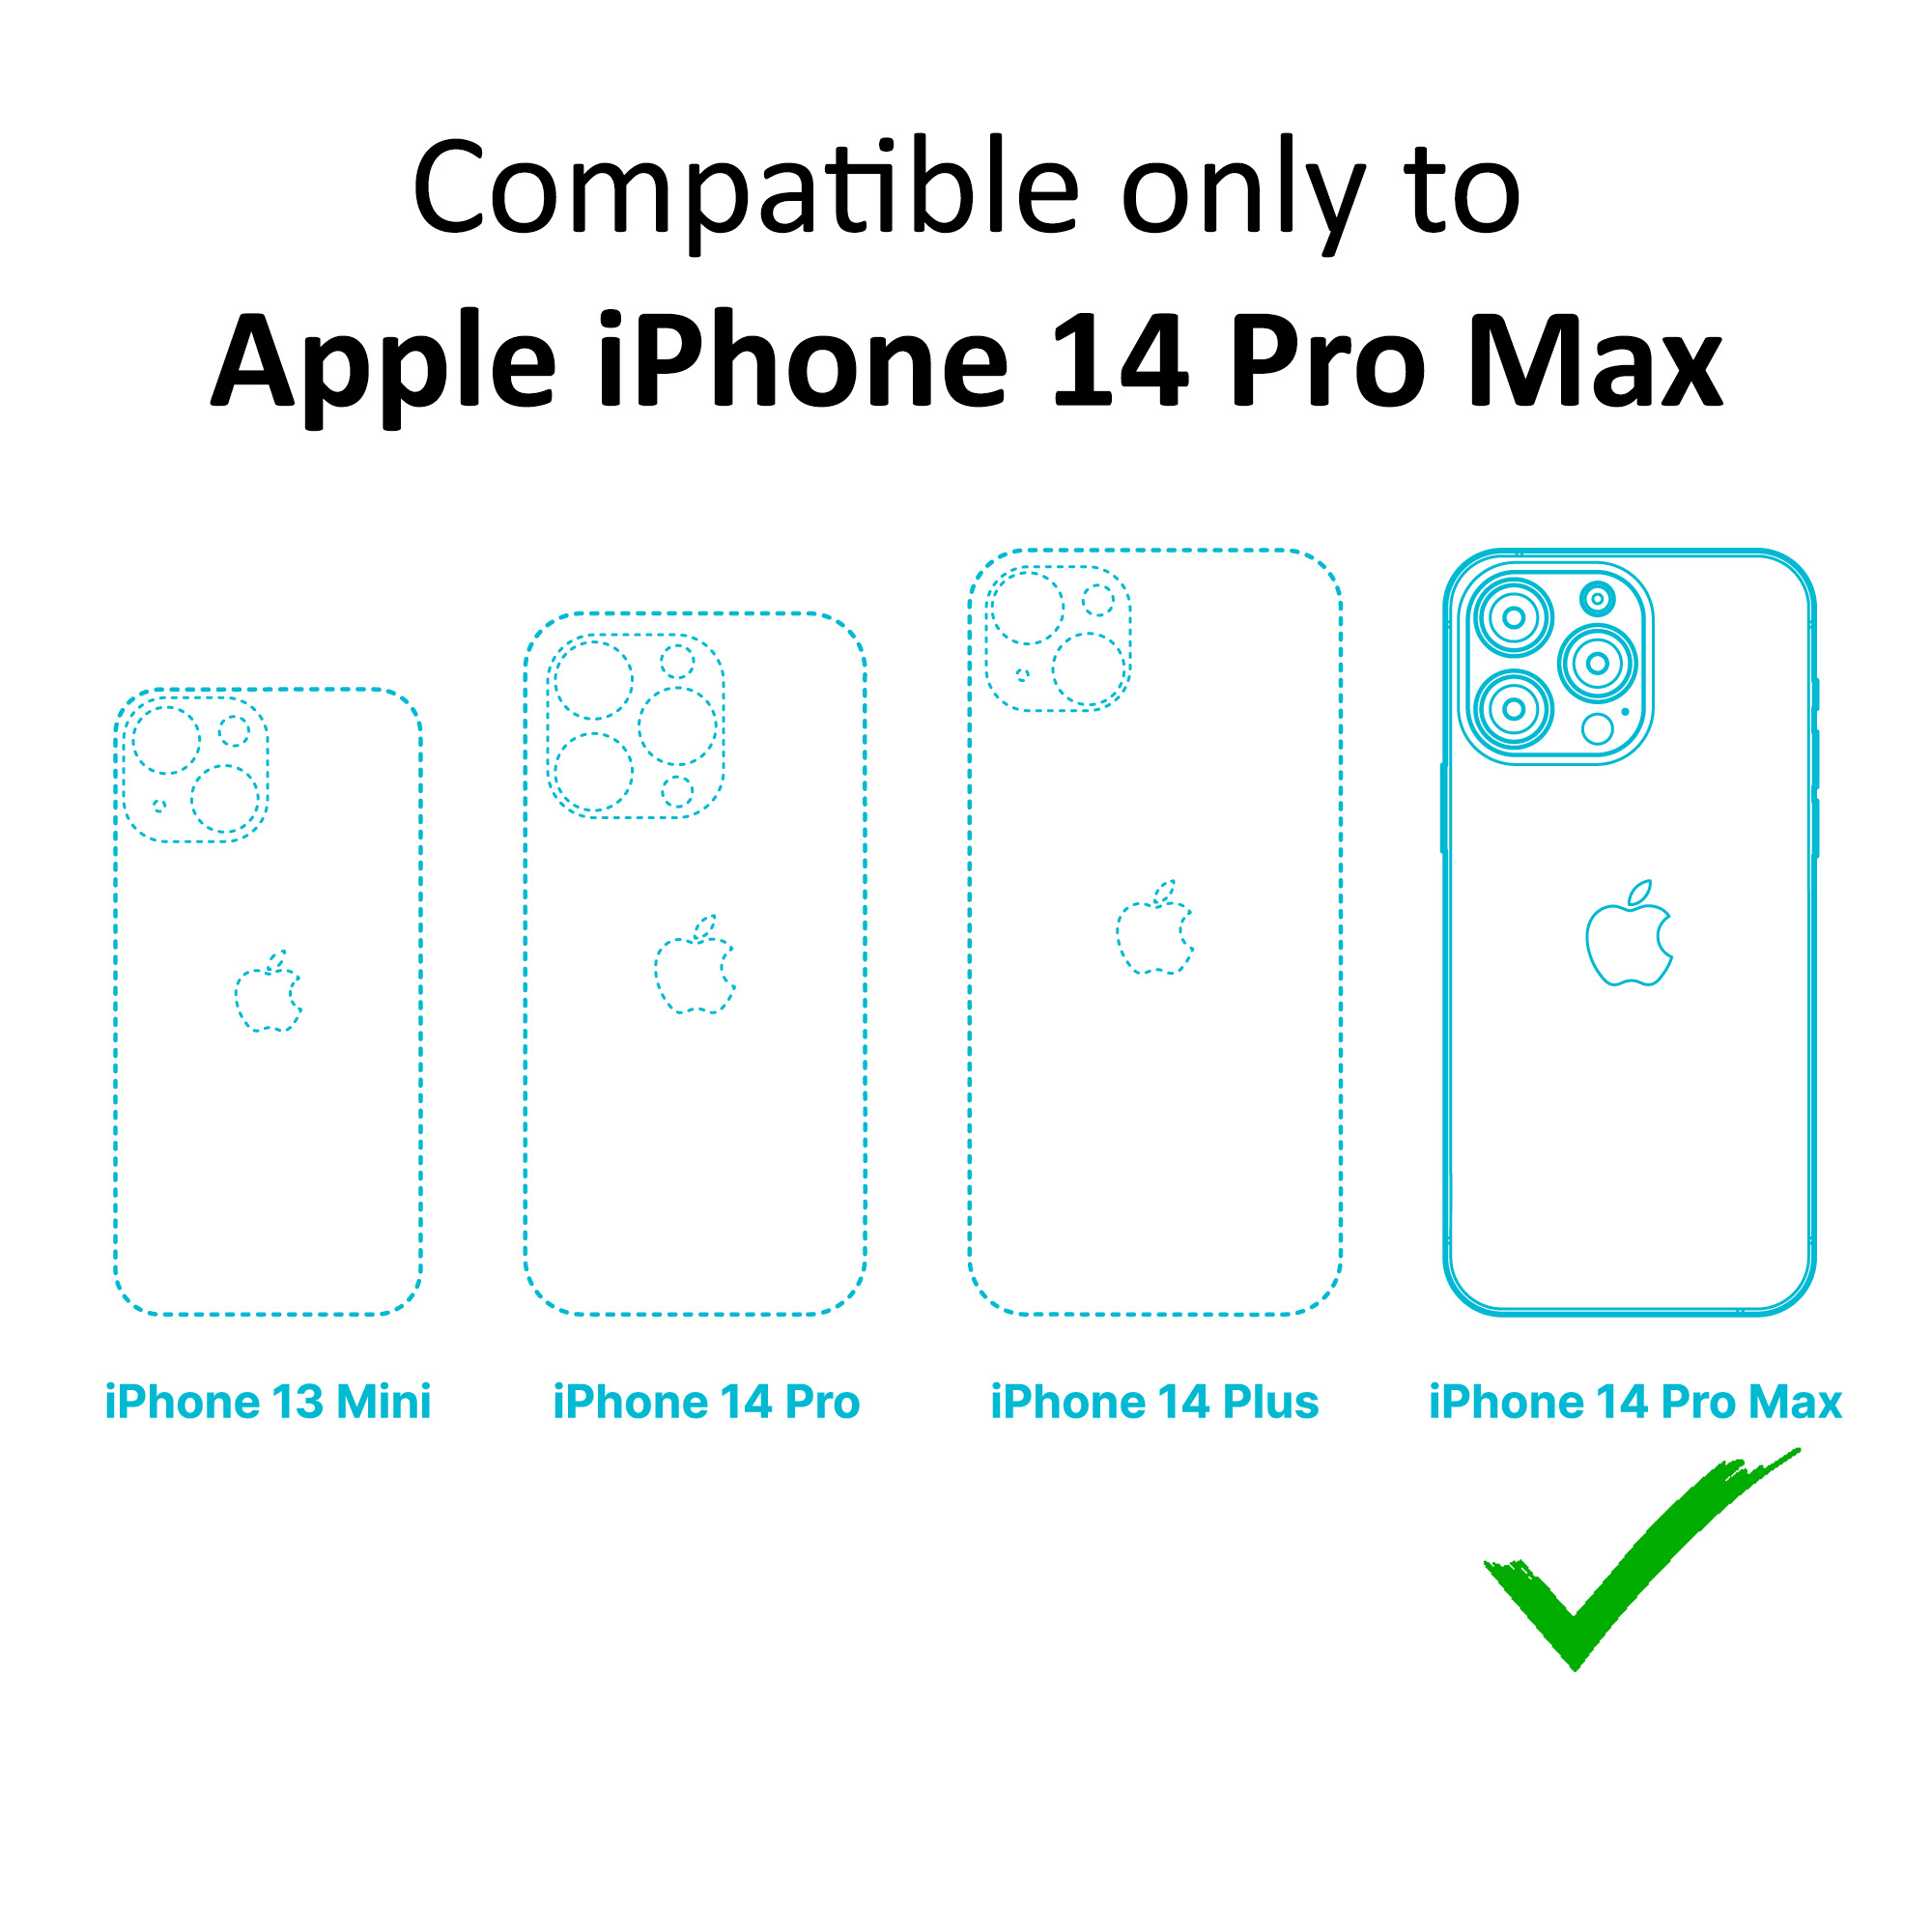 Compatible only to
Apple iPhone 14 Pro Max
iPhone 13 Mini
iPhone 14 Pro
iPhone 14 Plus
iPhone 14 Pro Max